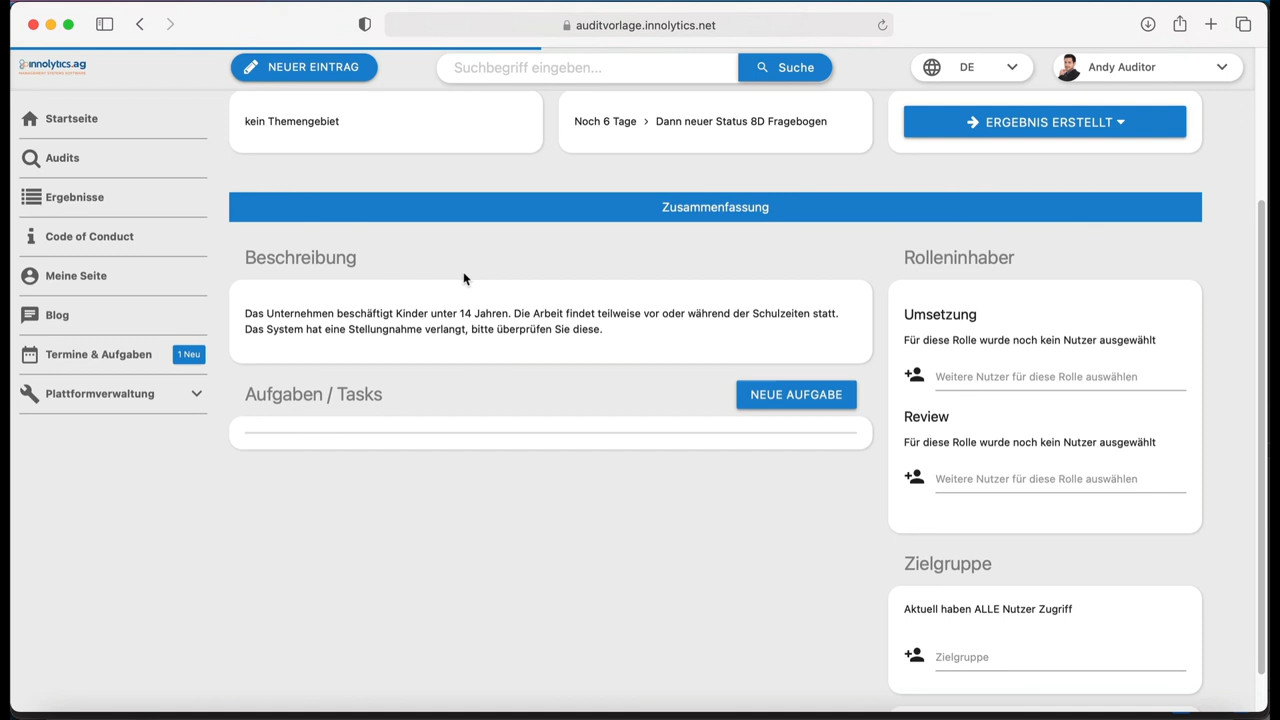 auditvorlage.innolytics.net
innolytics.ag
NEUER EINTRAG
Suchbegriff eingeben...
Suche
DE
Andy Auditor
Startseite
Audits
Ergebnisse
Code of Conduct
Meine Seite
Blog
Termine & Aufgaben
1 Neu
Plattformverwaltung
kein Themengebiet
Noch 6 Tage > Dann neuer Status 8D Fragebogen
ERGEBNIS ERSTELLT
Zusammenfassung
Beschreibung
Das Unternehmen beschäftigt Kinder unter 14 Jahren. Die Arbeit findet teilweise vor oder während der Schulzeiten statt.
Das System hat eine Stellungnahme verlangt, bitte überprüfen Sie diese.
Aufgaben / Tasks
NEUE AUFGABE
Rolleninhaber
Umsetzung
Für diese Rolle wurde noch kein Nutzer ausgewählt
Weitere Nutzer für diese Rolle auswählen
Review
Für diese Rolle wurde noch kein Nutzer ausgewählt
Weitere Nutzer für diese Rolle auswählen
Zielgruppe
Aktuell haben ALLE Nutzer Zugriff
Zielgruppe